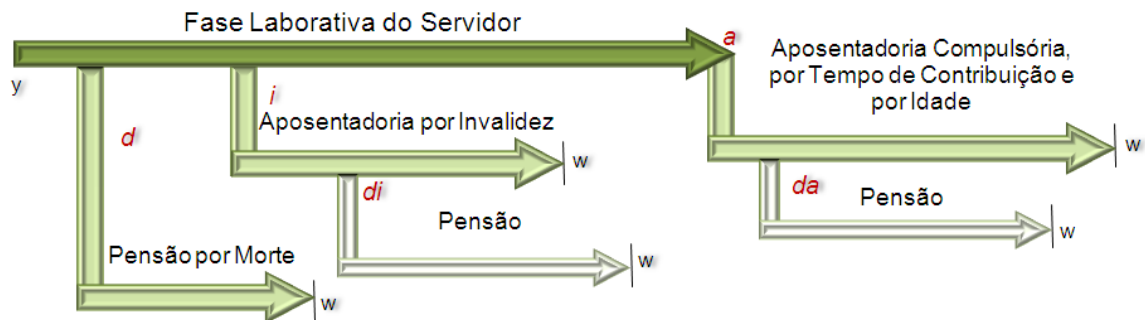 Fase Laborativa do Servidor
a
Aposentadoria Compulsória,
por Tempo de Contribuição e
por Idade
y
i
d
Aposentadoria por Invalidez
w
w
di
da
Pensão
Pensão
w
Pensão por Morte
w
w